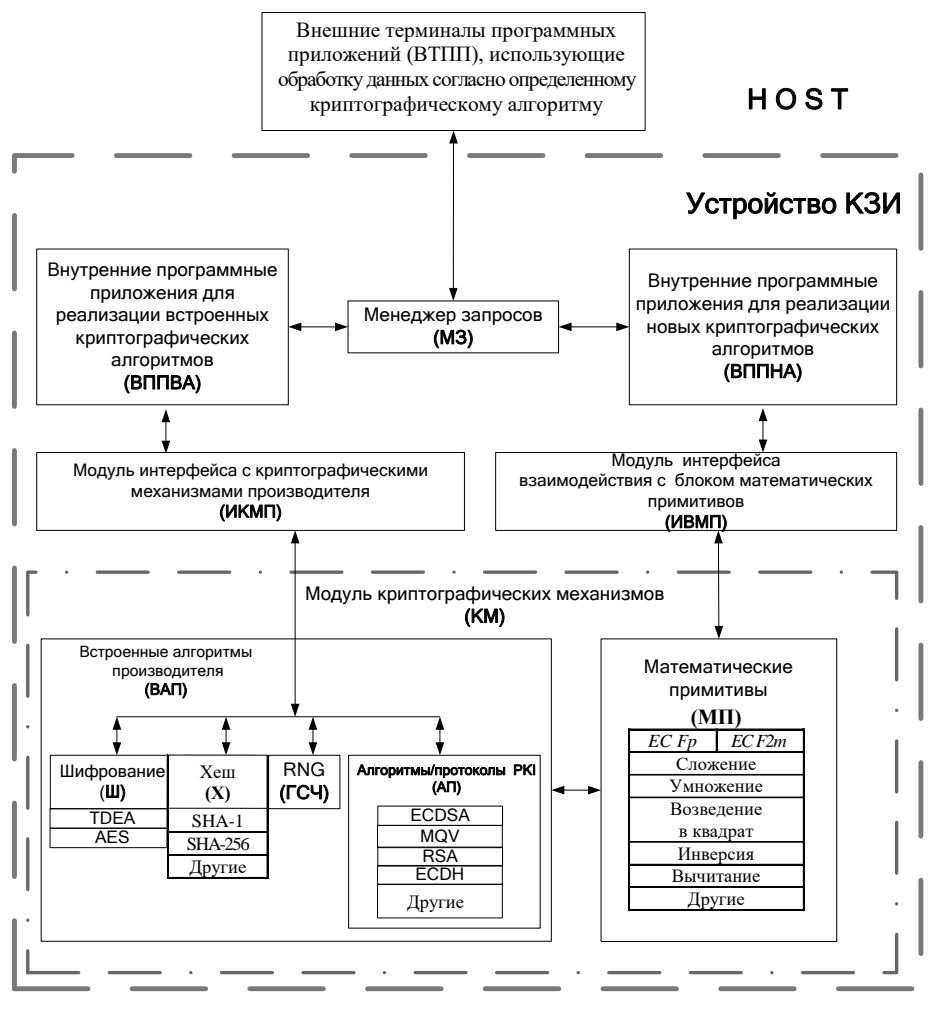 Внешние терминалы программных
приложений (ВТПП), использующие
обработку данных согласно определенному
криптографическому алгоритму
HOST
Устройство КЗИ
Внутренние программные
приложения для
реализации встроенных
криптографических
алгоритмов
(ВППВА)
Менеджер запросов
(МЗ)
Внутренние программные
приложения для реализации
новых криптографических
алгоритмов
(ВППНА)
Модуль интерфейса с криптографическими
механизмами производителя
(ИКМП)
Модуль интерфейса
взаимодействия с блоком математических
примитивов
(ИВМП)
Модуль криптографических механизмов
(КМ)
Встроенные алгоритмы
производителя
(ВАП)
Шифрование
(Ш)
TDEA
AES
Хеш
(Х)
SHA-1
SHA-256
Другие
RNG
(ГСЧ)
Алгоритмы/протоколы PKI
(АП)
ECDSA
MQV
RSA
ECDH
Другие
Математические
примитивы
(МП)
EC Fp
EC F2m
Сложение
Умножение
Возведение
в квадрат
Инверсия
Вычитание
Другие